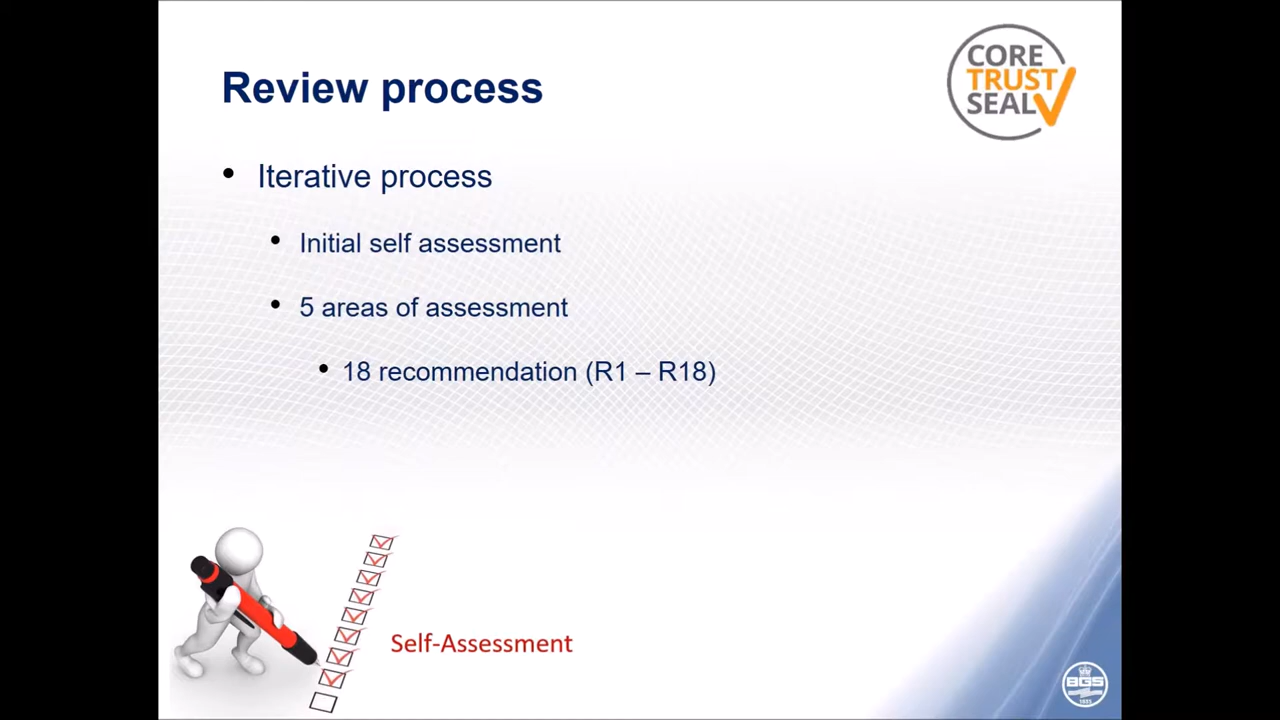 Review process
CORE
TRUST
SEAL
• Iterative process
• Initial self assessment
• 5 areas of assessment
• 18 recommendation (R1 – R18)
Self-Assessment
BGS
1835